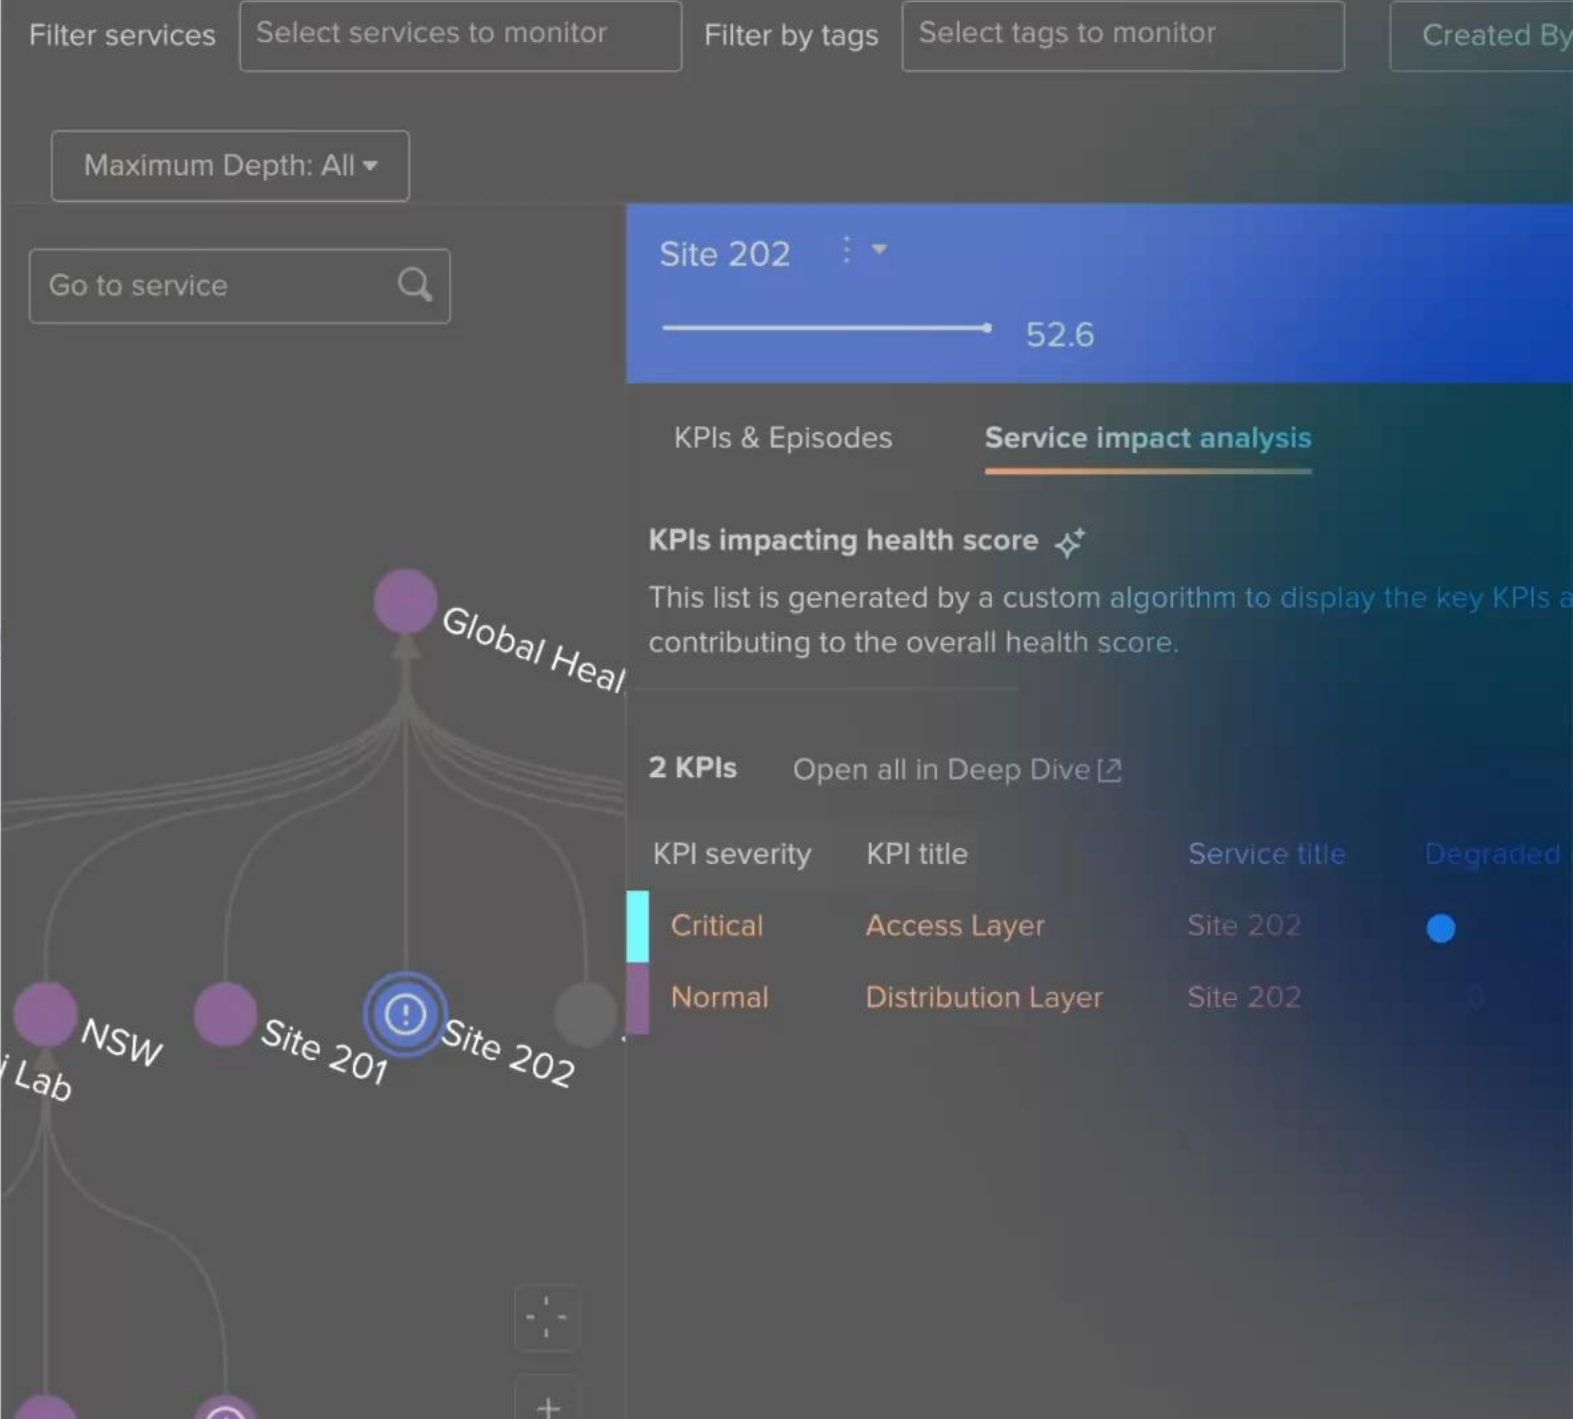 Filter services
Select services to monitor
Filter by tags
Select tags to monitor
Created By
Maximum Depth: All
Go to service
Site 202
52.6
KPIs & Episodes
Service impact analysis
KPIs impacting health score
This list is generated by a custom algorithm to display the key KPIs a
contributing to the overall health score.
2 KPIs
Open all in Deep Dive
KPI severity KPI title Service title Degraded
Critical Access Layer Site 202
Normal Distribution Layer Site 202
Global Heal
NSW
Site 201
Site 202
i Lab